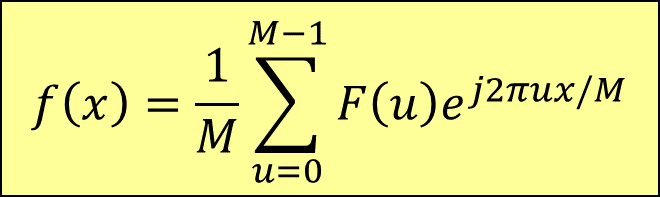 f(x) = 1/M ∑_{u=0}^{M−1} F(u)e^{j2πux/M}